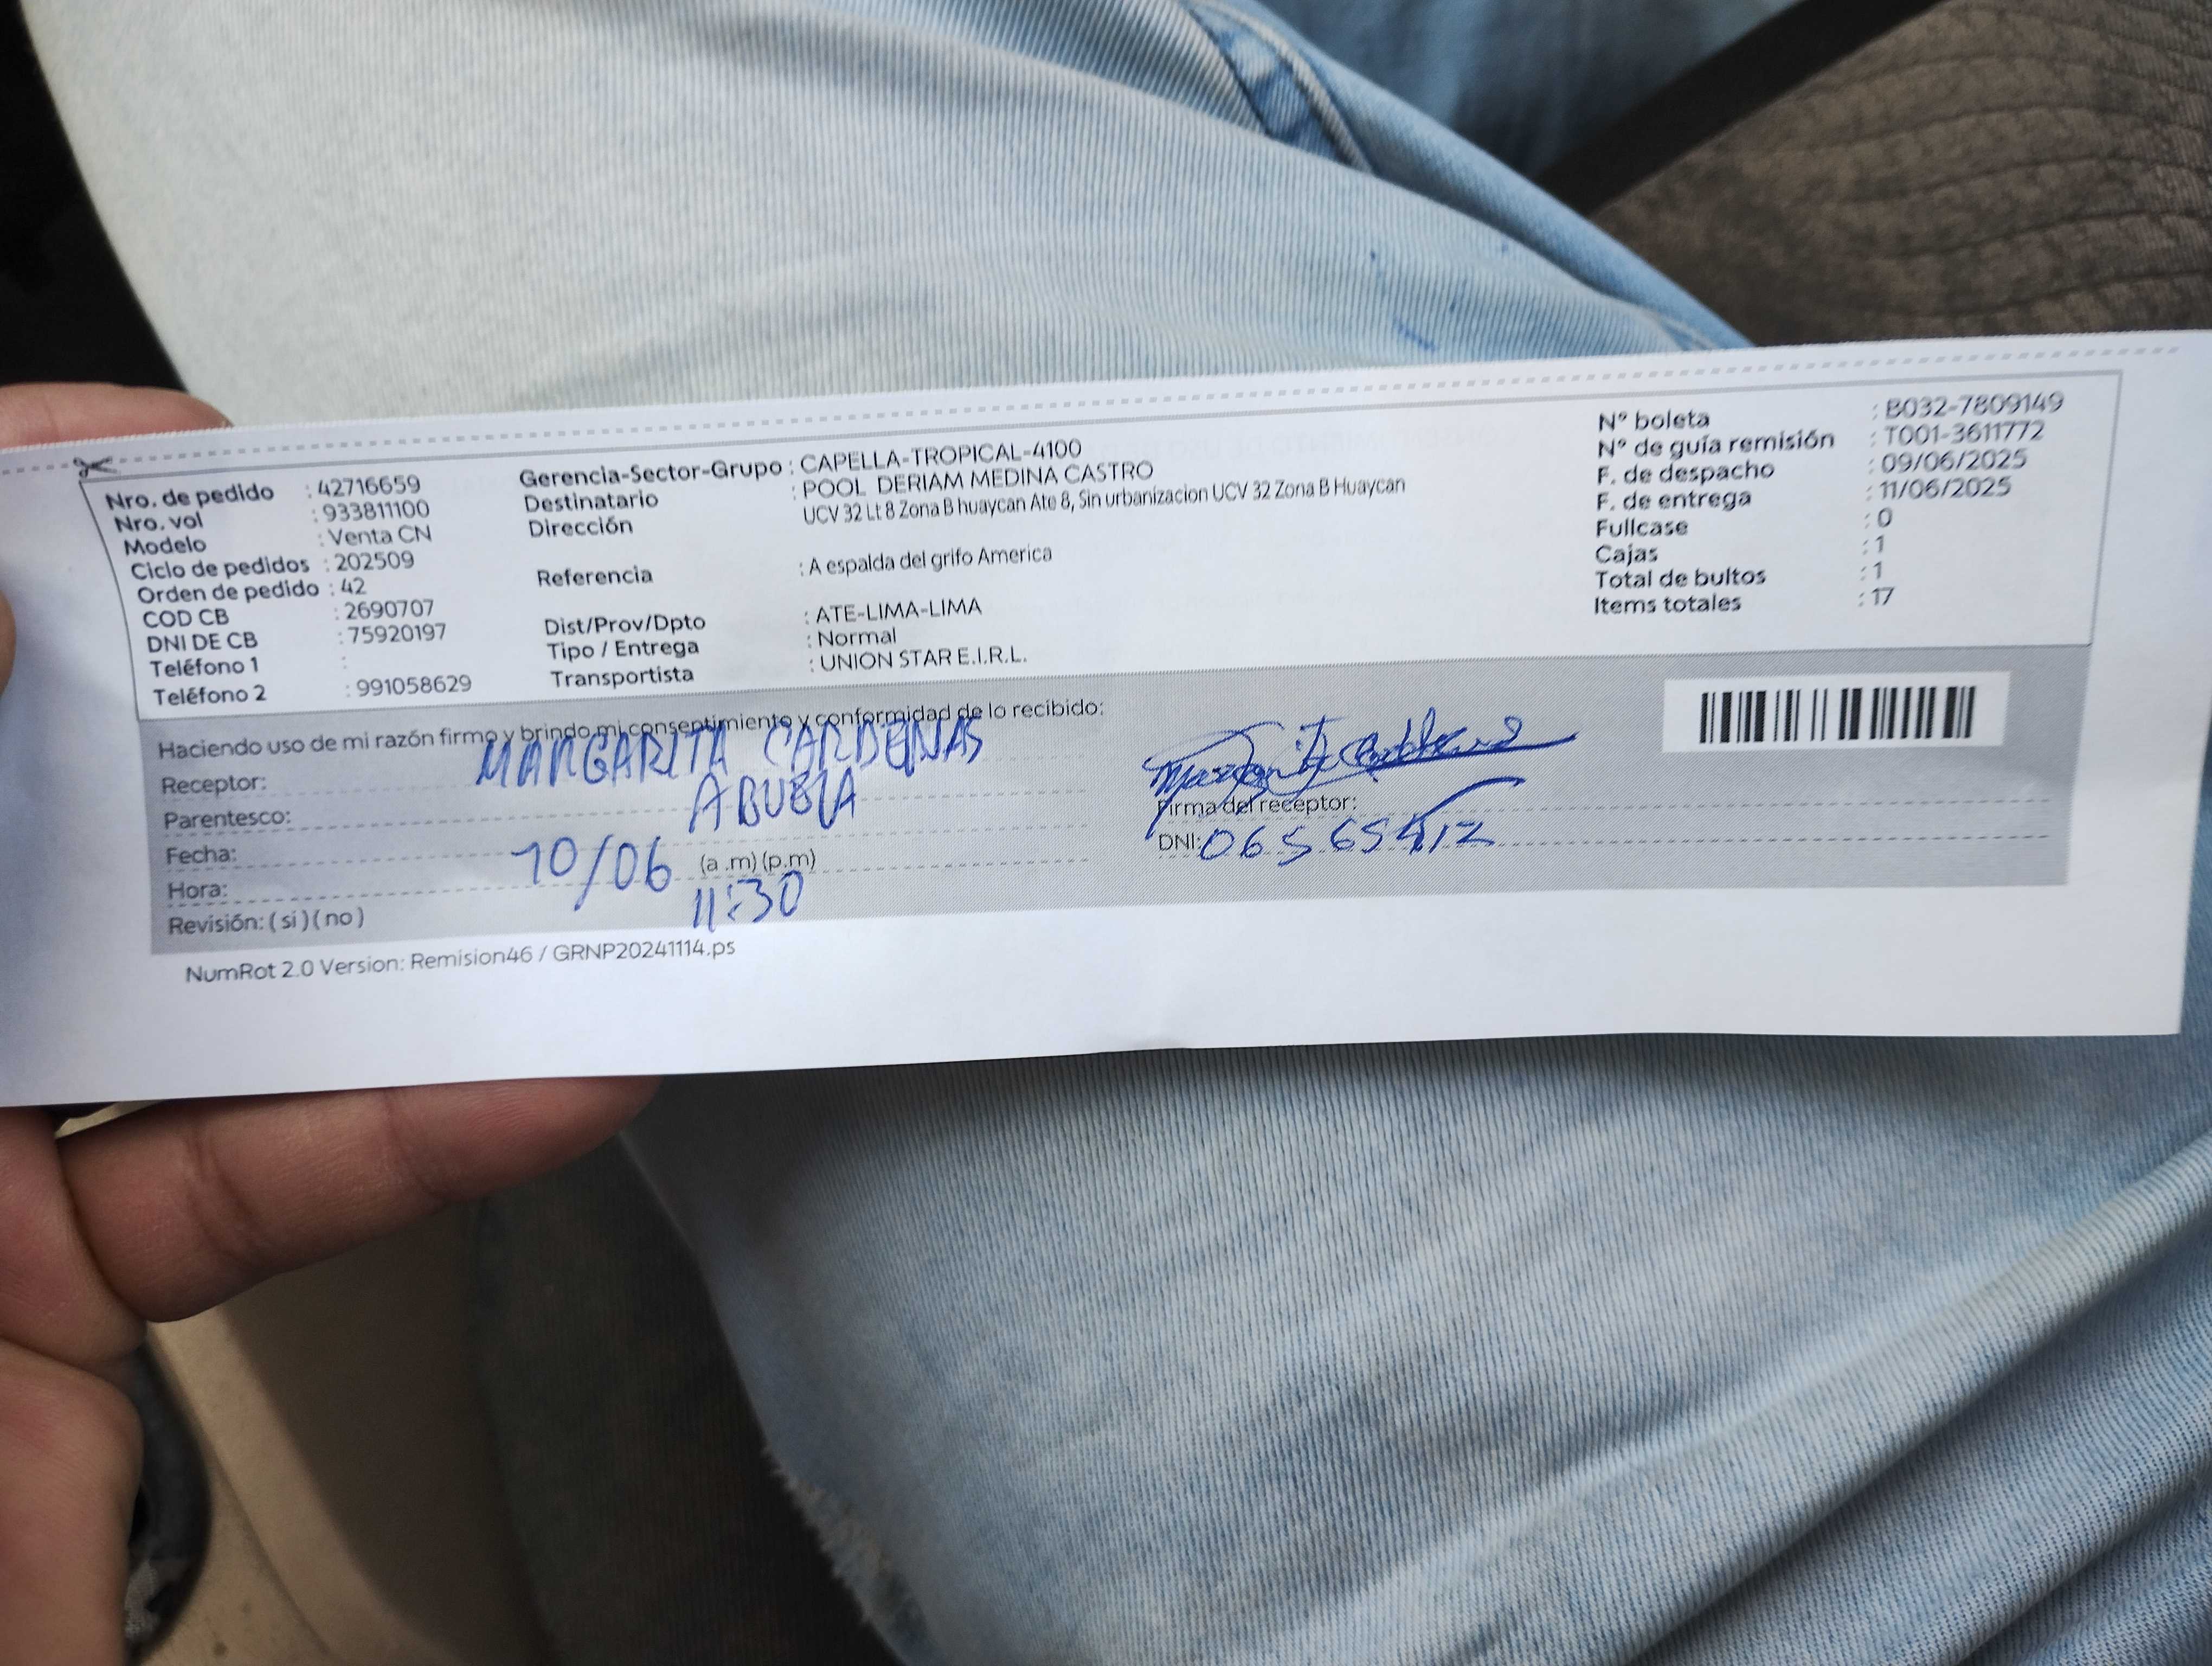 Nro. de pedido : 42716659
Nro. vol : 933811100
Modelo : Venta CN
Ciclo de pedidos : 202509
Orden de pedido : 42
COD CB : 2690707
DNI DE CB : 75920197
Teléfono 1 :
Teléfono 2 : 991058629
Gerencia-Sector-Grupo : CAPELLA-TROPICAL-4100
Destinatario : POOL DERIAM MEDINA CASTRO
Dirección UCV 32 Lt 8 Zona B huaycan Ate 8, Sin urbanizacion UCV 32 Zona B Huaycan
Referencia : A espalda del grifo America
Dist/Prov/Dpto : ATE-LIMA-LIMA
Tipo / Entrega : Normal
Transportista : UNION STAR E.I.R.L.
N° boleta : B032-7809149
N° de guía remisión : T001-3611772
F. de despacho : 09/06/2025
F. de entrega : 11/06/2025
Fullcase : 0
Cajas : 1
Total de bultos : 1
Items totales : 17
Haciendo uso de mi razón firmo y brindo mi consentimiento y conformidad de lo recibido:
Receptor: MARGARITA CARDENAS
Parentesco: ABUELA
Fecha: 10/06
Hora: (a .m) (p.m) 11:30
Revisión: ( si ) ( no )
Firma del receptor:
DNI:
NumRot 2.0 Version: Remision46 / GRNP20241114.ps